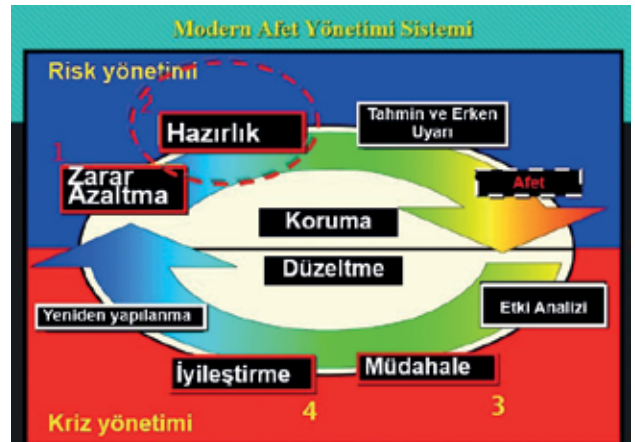 Modern Afet Yönetimi Sistemi
Risk yönetimi
2
Hazırlık
Tahmin ve Erken
Uyarı
1
Zarar
Azaltma
Afet
Koruma
Düzeltme
Yeniden yapılanma
Etki Analizi
İyileştirme
Müdahale
4
3
Kriz yönetimi